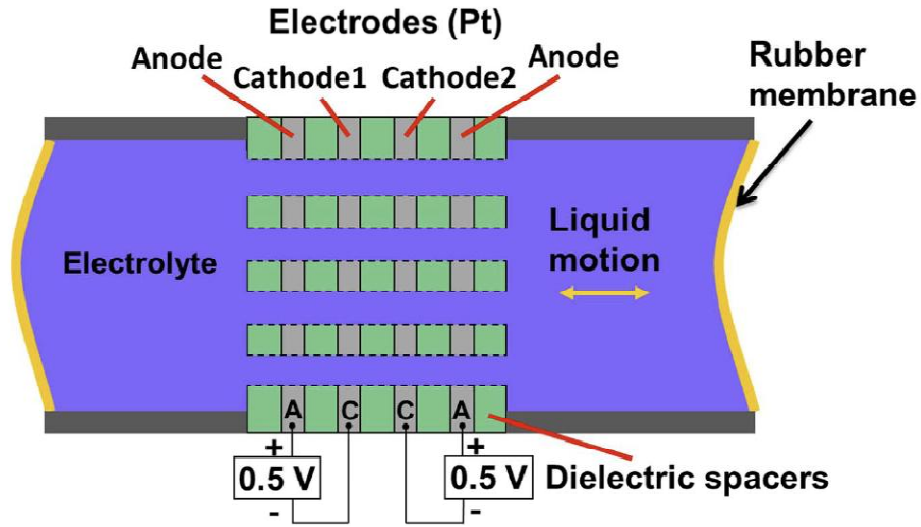 Electrodes (Pt)
Anode
Anode
Cathode1 Cathode2
Rubber
membrane
Electrolyte
Liquid
motion
A C C A
+ +
0.5 V 0.5 V
- -
Dielectric spacers